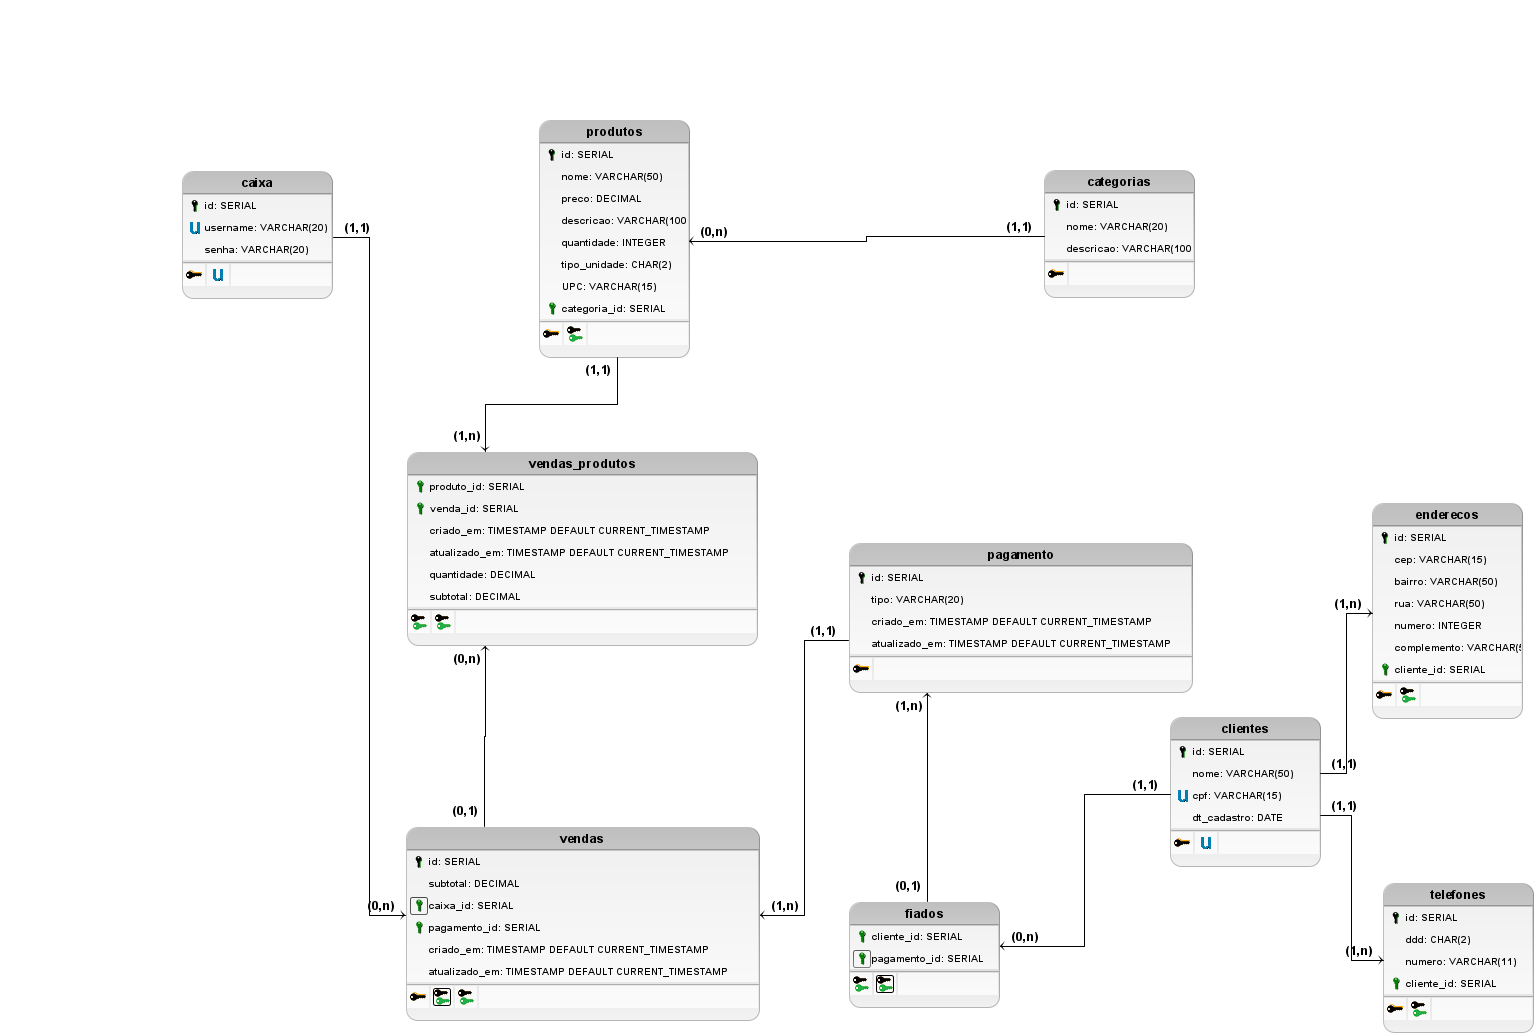 produtos
id: SERIAL
nome: VARCHAR(50)
preco: DECIMAL
descricao: VARCHAR(100
quantidade: INTEGER
tipo_unidade: CHAR(2)
UPC: VARCHAR(15)
categoria_id: SERIAL
caixa
id: SERIAL
U username: VARCHAR(20)
senha: VARCHAR(20)
U
(1,1)
categorias
id: SERIAL
nome: VARCHAR(20)
descricao: VARCHAR(100
(0,n)
(1,1)
(1,1)
(1,n)
vendas_produtos
produto_id: SERIAL
venda_id: SERIAL
criado_em: TIMESTAMP DEFAULT CURRENT_TIMESTAMP
atualizado_em: TIMESTAMP DEFAULT CURRENT_TIMESTAMP
quantidade: DECIMAL
subtotal: DECIMAL
(0,n)
(0,1)
pagamento
id: SERIAL
tipo: VARCHAR(20)
criado_em: TIMESTAMP DEFAULT CURRENT_TIMESTAMP
atualizado_em: TIMESTAMP DEFAULT CURRENT_TIMESTAMP
(1,1)
(1,n)
enderecos
id: SERIAL
cep: VARCHAR(15)
bairro: VARCHAR(50)
rua: VARCHAR(50)
numero: INTEGER
complemento: VARCHAR(5
cliente_id: SERIAL
(1,n)
clientes
id: SERIAL
nome: VARCHAR(50)
U cpf: VARCHAR(15)
dt_cadastro: DATE
U
(1,1)
(1,1)
(1,1)
vendas
id: SERIAL
subtotal: DECIMAL
caixa_id: SERIAL
pagamento_id: SERIAL
criado_em: TIMESTAMP DEFAULT CURRENT_TIMESTAMP
atualizado_em: TIMESTAMP DEFAULT CURRENT_TIMESTAMP
(0,n)
(1,n)
(0,1)
fiados
cliente_id: SERIAL
pagamento_id: SERIAL
(0,n)
telefones
id: SERIAL
ddd: CHAR(2)
numero: VARCHAR(11)
cliente_id: SERIAL
(1,n)